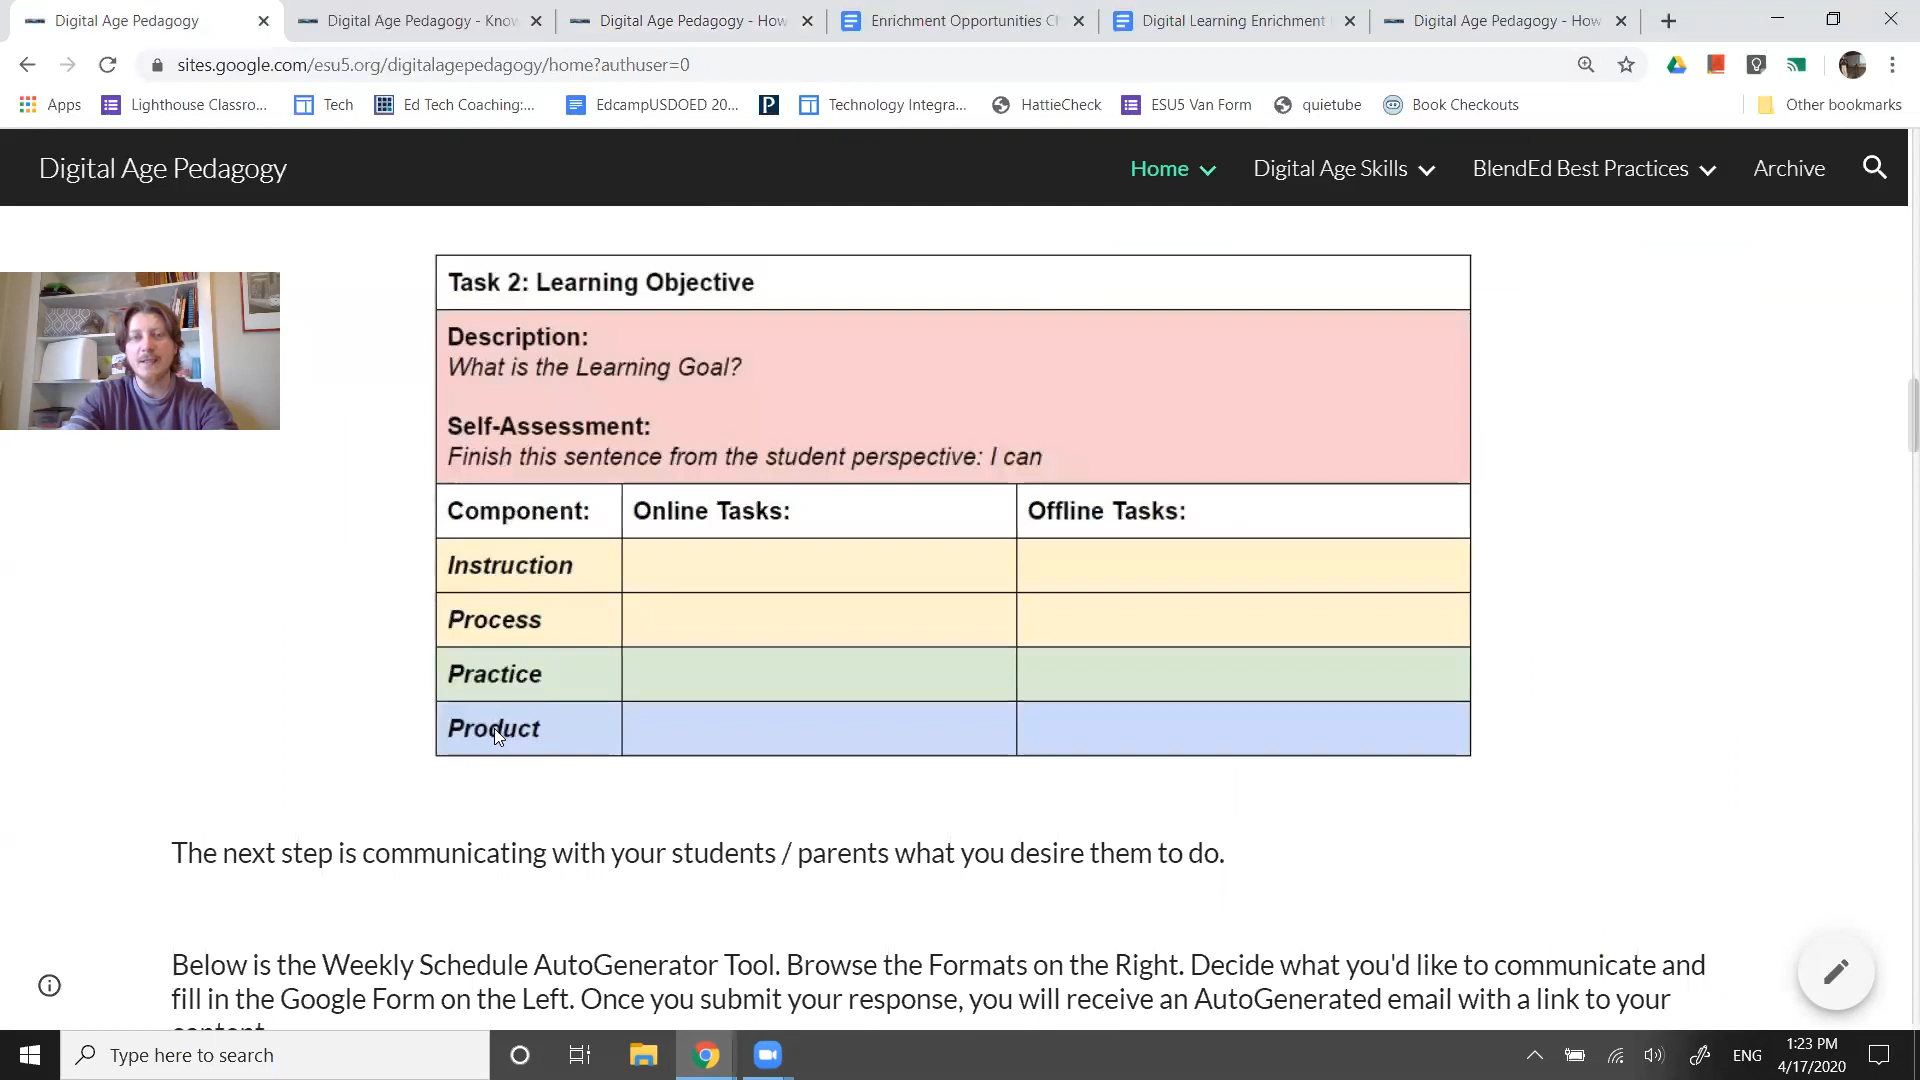 Digital Age Pedagogy
Digital Age Pedagogy - Know
Digital Age Pedagogy - How
Enrichment Opportunities Ch
Digital Learning Enrichment
Digital Age Pedagogy - How
sites.google.com/esu5.org/digitalagepedagogy/home?authuser=0
Apps
Lighthouse Classro...
Tech
Ed Tech Coaching:...
EdcampUSDOED 20...
P
Technology Integra...
HattieCheck
ESU5 Van Form
quietube
Book Checkouts
Other bookmarks
Digital Age Pedagogy
Home
Digital Age Skills
BlendEd Best Practices
Archive
Task 2: Learning Objective
Description:
What is the Learning Goal?
Self-Assessment:
Finish this sentence from the student perspective: I can
Component:
Online Tasks:
Offline Tasks:
Instruction
Process
Practice
Product
The next step is communicating with your students / parents what you desire them to do.
Below is the Weekly Schedule AutoGenerator Tool. Browse the Formats on the Right. Decide what you'd like to communicate and
fill in the Google Form on the Left. Once you submit your response, you will receive an AutoGenerated email with a link to your
content
Type here to search
ENG
1:23 PM
4/17/2020